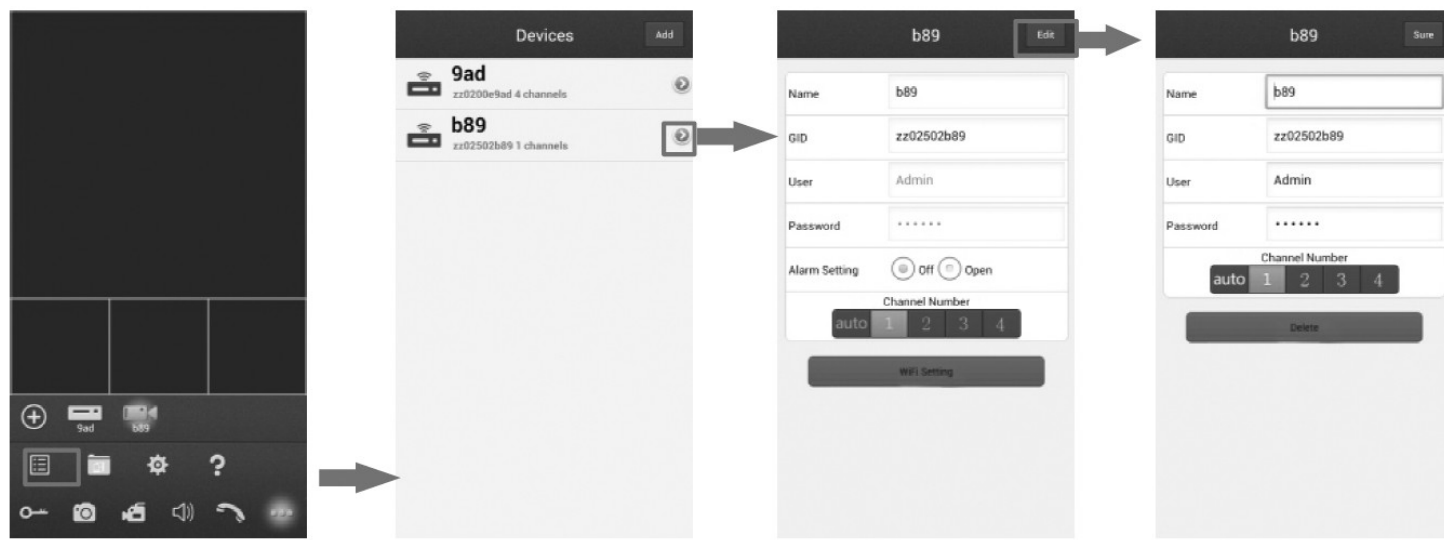 9ad
b89
?
Devices
Add
9ad
zz0200e9ad 4 channels
b89
zz02502b89 1 channels
b89
Edit
Name b89
GID zz02502b89
User Admin
Password ······
Alarm Setting Off Open
Channel Number
auto 1 2 3 4
WiFi Setting
b89
Sure
Name b89
GID zz02502b89
User Admin
Password ······
Channel Number
auto 1 2 3 4
Delete